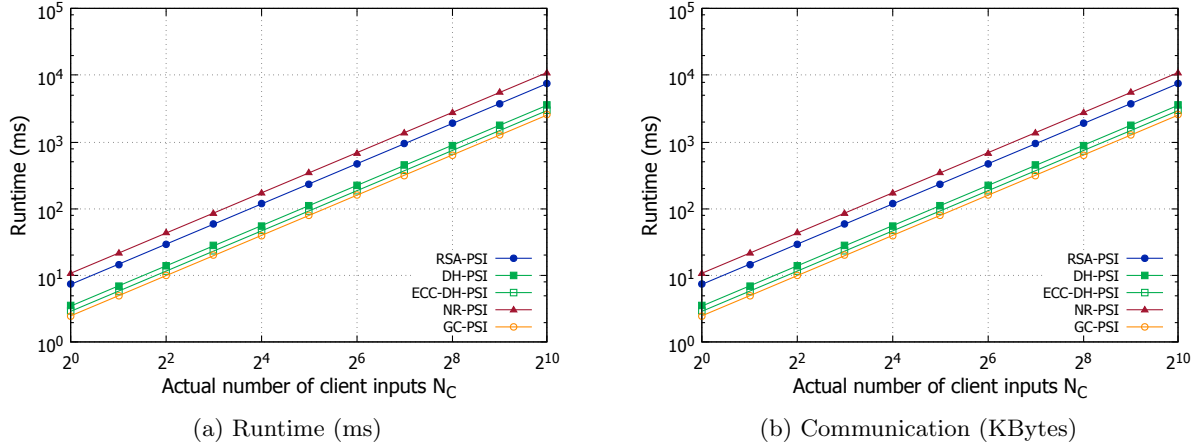 10^5
10^4
10^3
10^2
10^1
10^0
Runtime (ms)
RSA-PSI
DH-PSI
ECC-DH-PSI
NR-PSI
GC-PSI
2^0 2^2 2^4 2^6 2^8 2^10
Actual number of client inputs N_C
(a) Runtime (ms)
10^5
10^4
10^3
10^2
10^1
10^0
Runtime (ms)
RSA-PSI
DH-PSI
ECC-DH-PSI
NR-PSI
GC-PSI
2^0 2^2 2^4 2^6 2^8 2^10
Actual number of client inputs N_C
(b) Communication (KBytes)